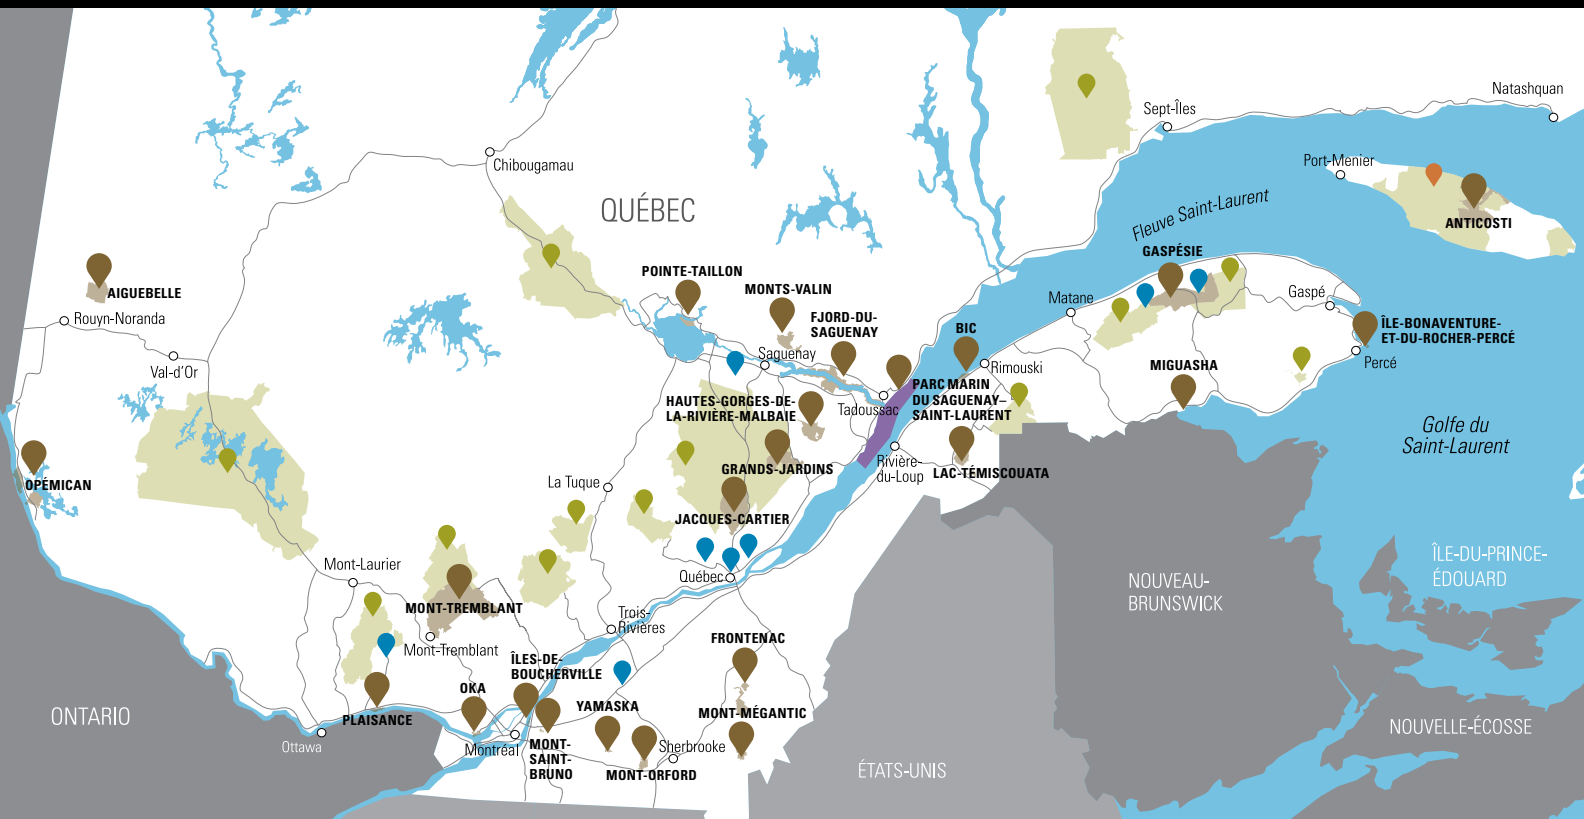 Natashquan
Sept-Îles
Chibougamau
Port-Menier
QUÉBEC
Fleuve Saint-Laurent
ANTICOSTI
GASPÉSIE
POINTE-TAILLON
MONTS-VALIN
AIGUEBELLE
Matane
Gaspé
Rouyn-Noranda
FJORD-DU-
SAGUENAY
BIC
ÎLE-BONAVENTURE-
ET-DU-ROCHER-PERCÉ
Saguenay
Rimouski
MIGUASHA
Percé
Val-d'Or
PARC MARIN
DU SAGUENAY–
SAINT-LAURENT
HAUTES-GORGES-DE-
LA-RIVIÈRE-MALBAIE
Tadoussac
Golfe du
Saint-Laurent
GRANDS-JARDINS
Rivière-
du-Loup
LAC-TÉMISCOUATA
OPÉMICAN
La Tuque
JACQUES-CARTIER
Mont-Laurier
Québec
NOUVEAU-
BRUNSWICK
ÎLE-DU-PRINCE-
ÉDOUARD
MONT-TREMBLANT
Trois-
Rivières
Mont-Tremblant
FRONTENAC
ÎLES-DE-
BOUCHERVILLE
OKA
YAMASKA
MONT-MÉGANTIC
ONTARIO
PLAISANCE
NOUVELLE-ÉCOSSE
Ottawa
Montréal
MONT-
SAINT-
BRUNO
Sherbrooke
MONT-ORFORD
ÉTATS-UNIS